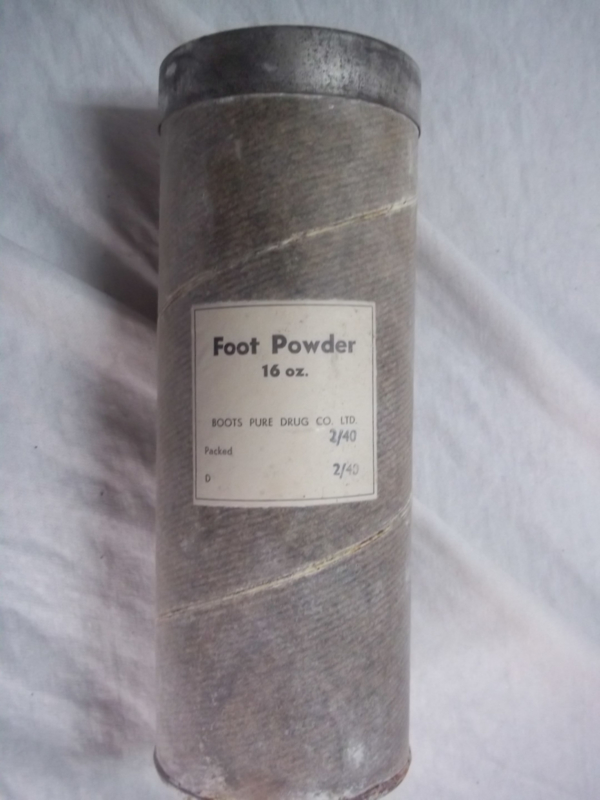 Foot Powder
16 oz.
BOOTS PURE DRUG CO. LTD.
2/40
Packed
D 2/40